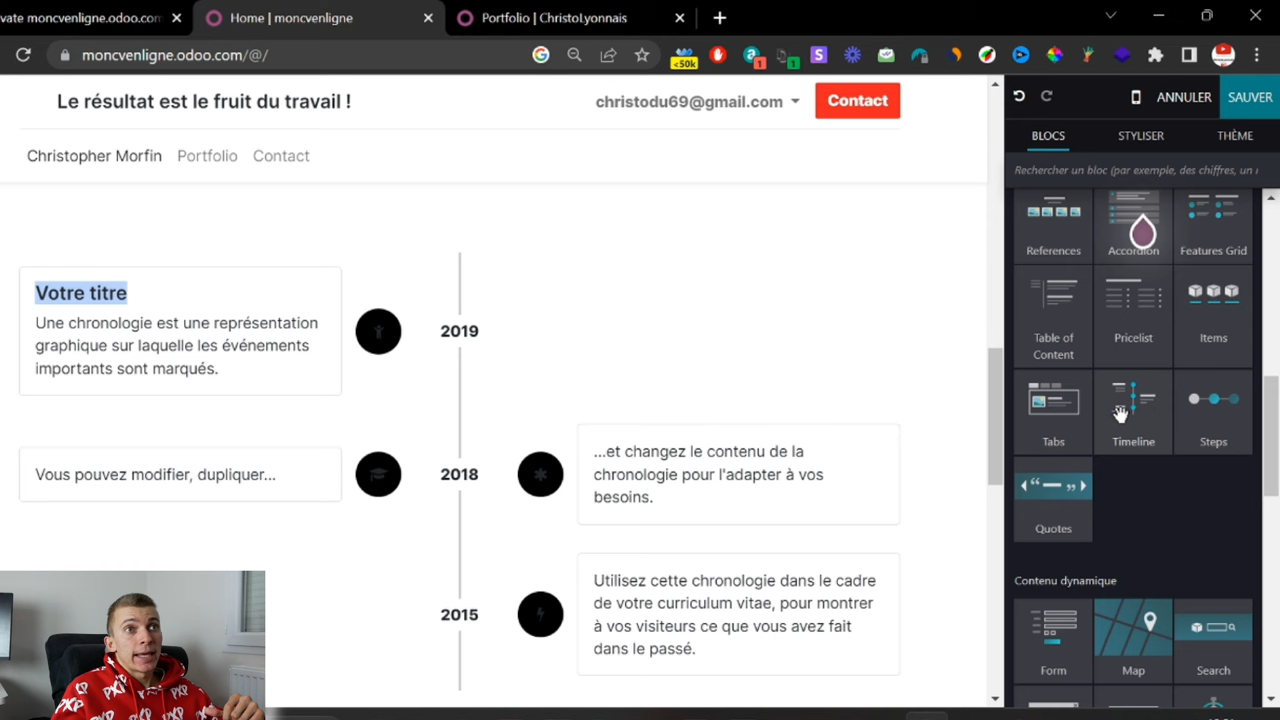 vate moncvenligne.odoo.com
Home | moncvenligne
Portfolio | ChristoLyonnais
moncvenligne.odoo.com/@/
<50k
1
1
Le résultat est le fruit du travail !
christodu69@gmail.com
Contact
Christopher Morfin
Portfolio
Contact
Votre titre
Une chronologie est une représentation
graphique sur laquelle les événements
importants sont marqués.
2019
Vous pouvez modifier, dupliquer...
2018
...et changez le contenu de la
chronologie pour l'adapter à vos
besoins.
2015
Utilisez cette chronologie dans le cadre
de votre curriculum vitae, pour montrer
à vos visiteurs ce que vous avez fait
dans le passé.
ANNULER
SAUVER
BLOCS
STYLISER
THÈME
Rechercher un bloc (par exemple, des chiffres, un
References
Accordion
Features Grid
Table of
Content
Pricelist
Items
Tabs
Timeline
Steps
Quotes
Contenu dynamique
Form
Map
Search